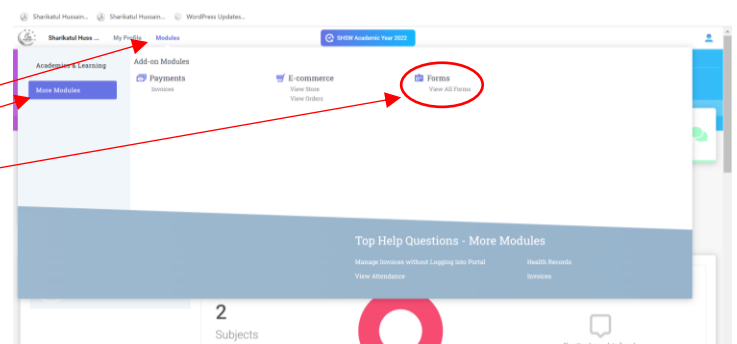 Sharikatul Hussain... Sharikatul Hussain... WordPress Updates...
Sharikatul Huss ... My Profile Modules SHSW Academic Year 2022
Academics & Learning
More Modules
Add-on Modules
Payments
Invoices
E-commerce
View Store
View Orders
Forms
View All Forms
Top Help Questions - More Modules
Manage Invoices without Logging into Portal Health Records
View Attendance Invoices
2
Subjects